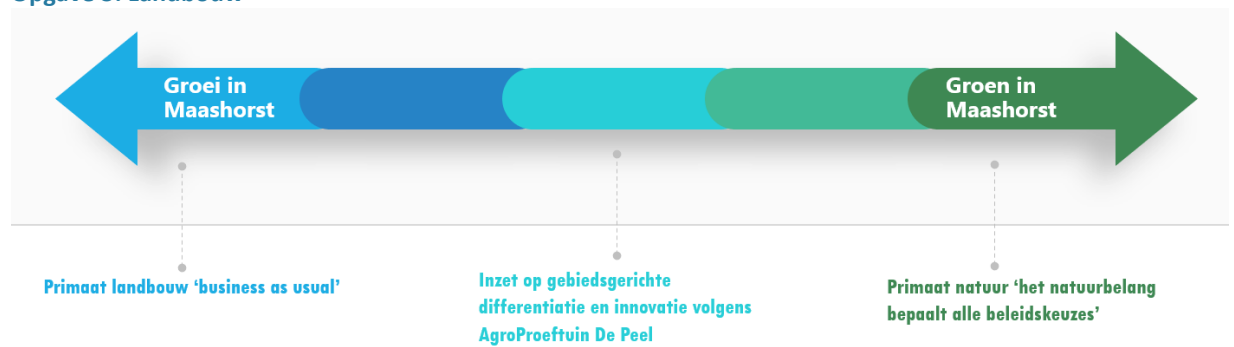 Groei in
Maashorst
Groen in
Maashorst
Primaat landbouw ‘business as usual’
Inzet op gebiedsgerichte
differentiatie en innovatie volgens
AgroProeftuin De Peel
Primaat natuur ‘het natuurbelang
bepaalt alle beleidskeuzes’